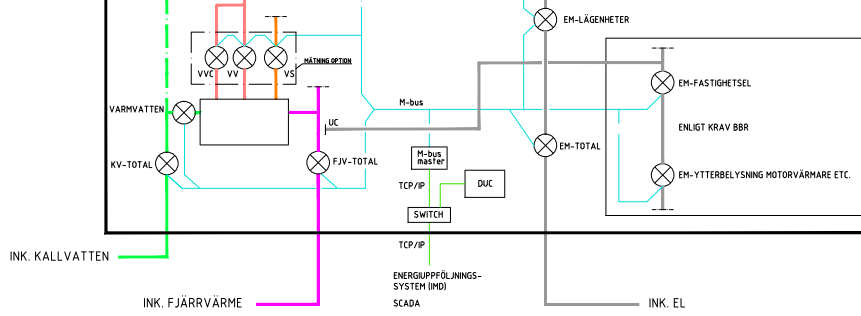 EM-LÄGENHETER
VVC
VV
VS
MÄTNING OPTION
VARMVATTEN
M-bus
EM-FASTIGHETSEL
UC
ENLIGT KRAV BBR
KV-TOTAL
FJV-TOTAL
M-bus
master
EM-TOTAL
EM-YTTERBELYSNING MOTORVÄRMARE ETC.
TCP/IP
DUC
SWITCH
TCP/IP
INK. KALLVATTEN
ENERGIUPPFÖLJNINGS-
SYSTEM (IMD)
SCADA
INK. FJÄRRVÄRME
INK. EL